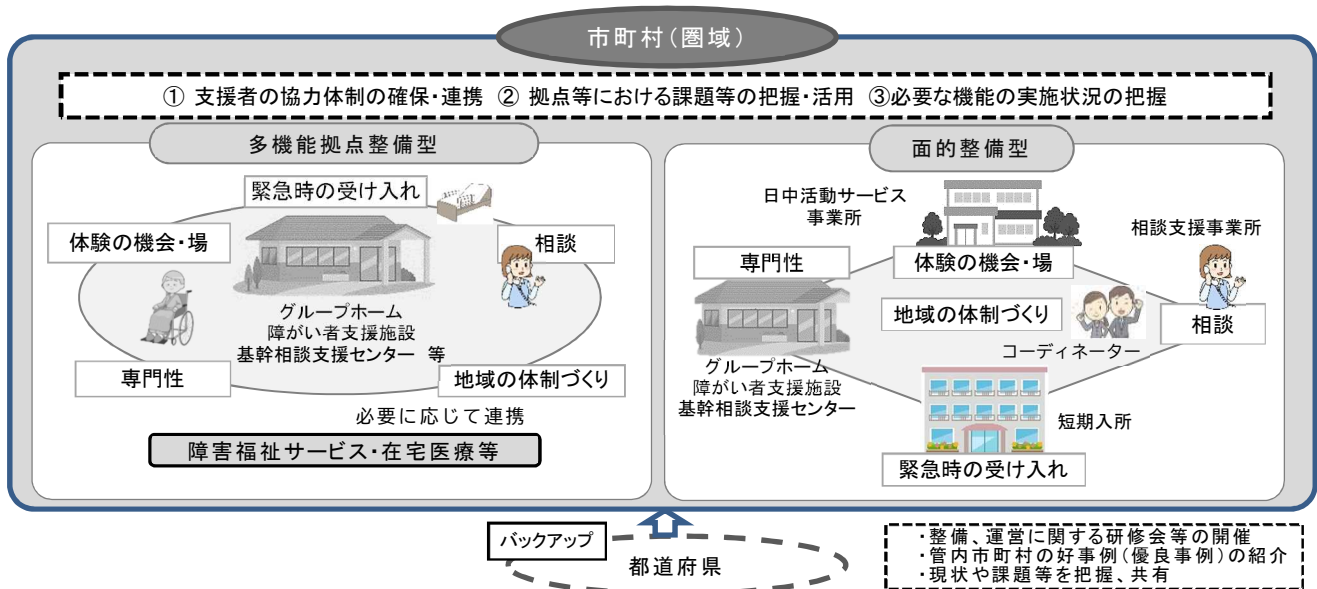 市町村(圏域)
① 支援者の協力体制の確保・連携 ② 拠点等における課題等の把握・活用 ③必要な機能の実施状況の把握
多機能拠点整備型
緊急時の受け入れ
体験の機会・場
相談
グループホーム
障がい者支援施設
基幹相談支援センター 等
専門性
地域の体制づくり
必要に応じて連携
障害福祉サービス・在宅医療等
面的整備型
日中活動サービス
事業所
相談支援事業所
専門性
体験の機会・場
地域の体制づくり
相談
コーディネーター
グループホーム
障がい者支援施設
基幹相談支援センター
短期入所
緊急時の受け入れ
バックアップ
都道府県
・整備、運営に関する研修会等の開催
・管内市町村の好事例(優良事例)の紹介
・現状や課題等を把握、共有